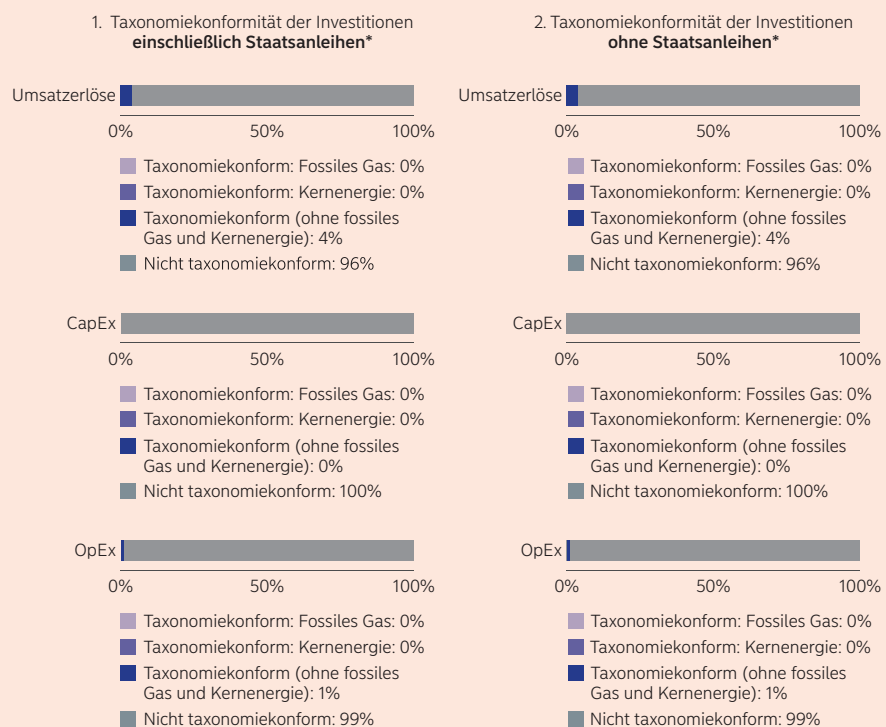 1. Taxonomiekonformität der Investitionen
einschließlich Staatsanleihen*
Umsatzerlöse
0% 50% 100%
Taxonomiekonform: Fossiles Gas: 0%
Taxonomiekonform: Kernenergie: 0%
Taxonomiekonform (ohne fossiles
Gas und Kernenergie): 4%
Nicht taxonomiekonform: 96%
CapEx
0% 50% 100%
Taxonomiekonform: Fossiles Gas: 0%
Taxonomiekonform: Kernenergie: 0%
Taxonomiekonform (ohne fossiles
Gas und Kernenergie): 0%
Nicht taxonomiekonform: 100%
OpEx
0% 50% 100%
Taxonomiekonform: Fossiles Gas: 0%
Taxonomiekonform: Kernenergie: 0%
Taxonomiekonform (ohne fossiles
Gas und Kernenergie): 1%
Nicht taxonomiekonform: 99%
2. Taxonomiekonformität der Investitionen
ohne Staatsanleihen*
Umsatzerlöse
0% 50% 100%
Taxonomiekonform: Fossiles Gas: 0%
Taxonomiekonform: Kernenergie: 0%
Taxonomiekonform (ohne fossiles
Gas und Kernenergie): 4%
Nicht taxonomiekonform: 96%
CapEx
0% 50% 100%
Taxonomiekonform: Fossiles Gas: 0%
Taxonomiekonform: Kernenergie: 0%
Taxonomiekonform (ohne fossiles
Gas und Kernenergie): 0%
Nicht taxonomiekonform: 100%
OpEx
0% 50% 100%
Taxonomiekonform: Fossiles Gas: 0%
Taxonomiekonform: Kernenergie: 0%
Taxonomiekonform (ohne fossiles
Gas und Kernenergie): 1%
Nicht taxonomiekonform: 99%